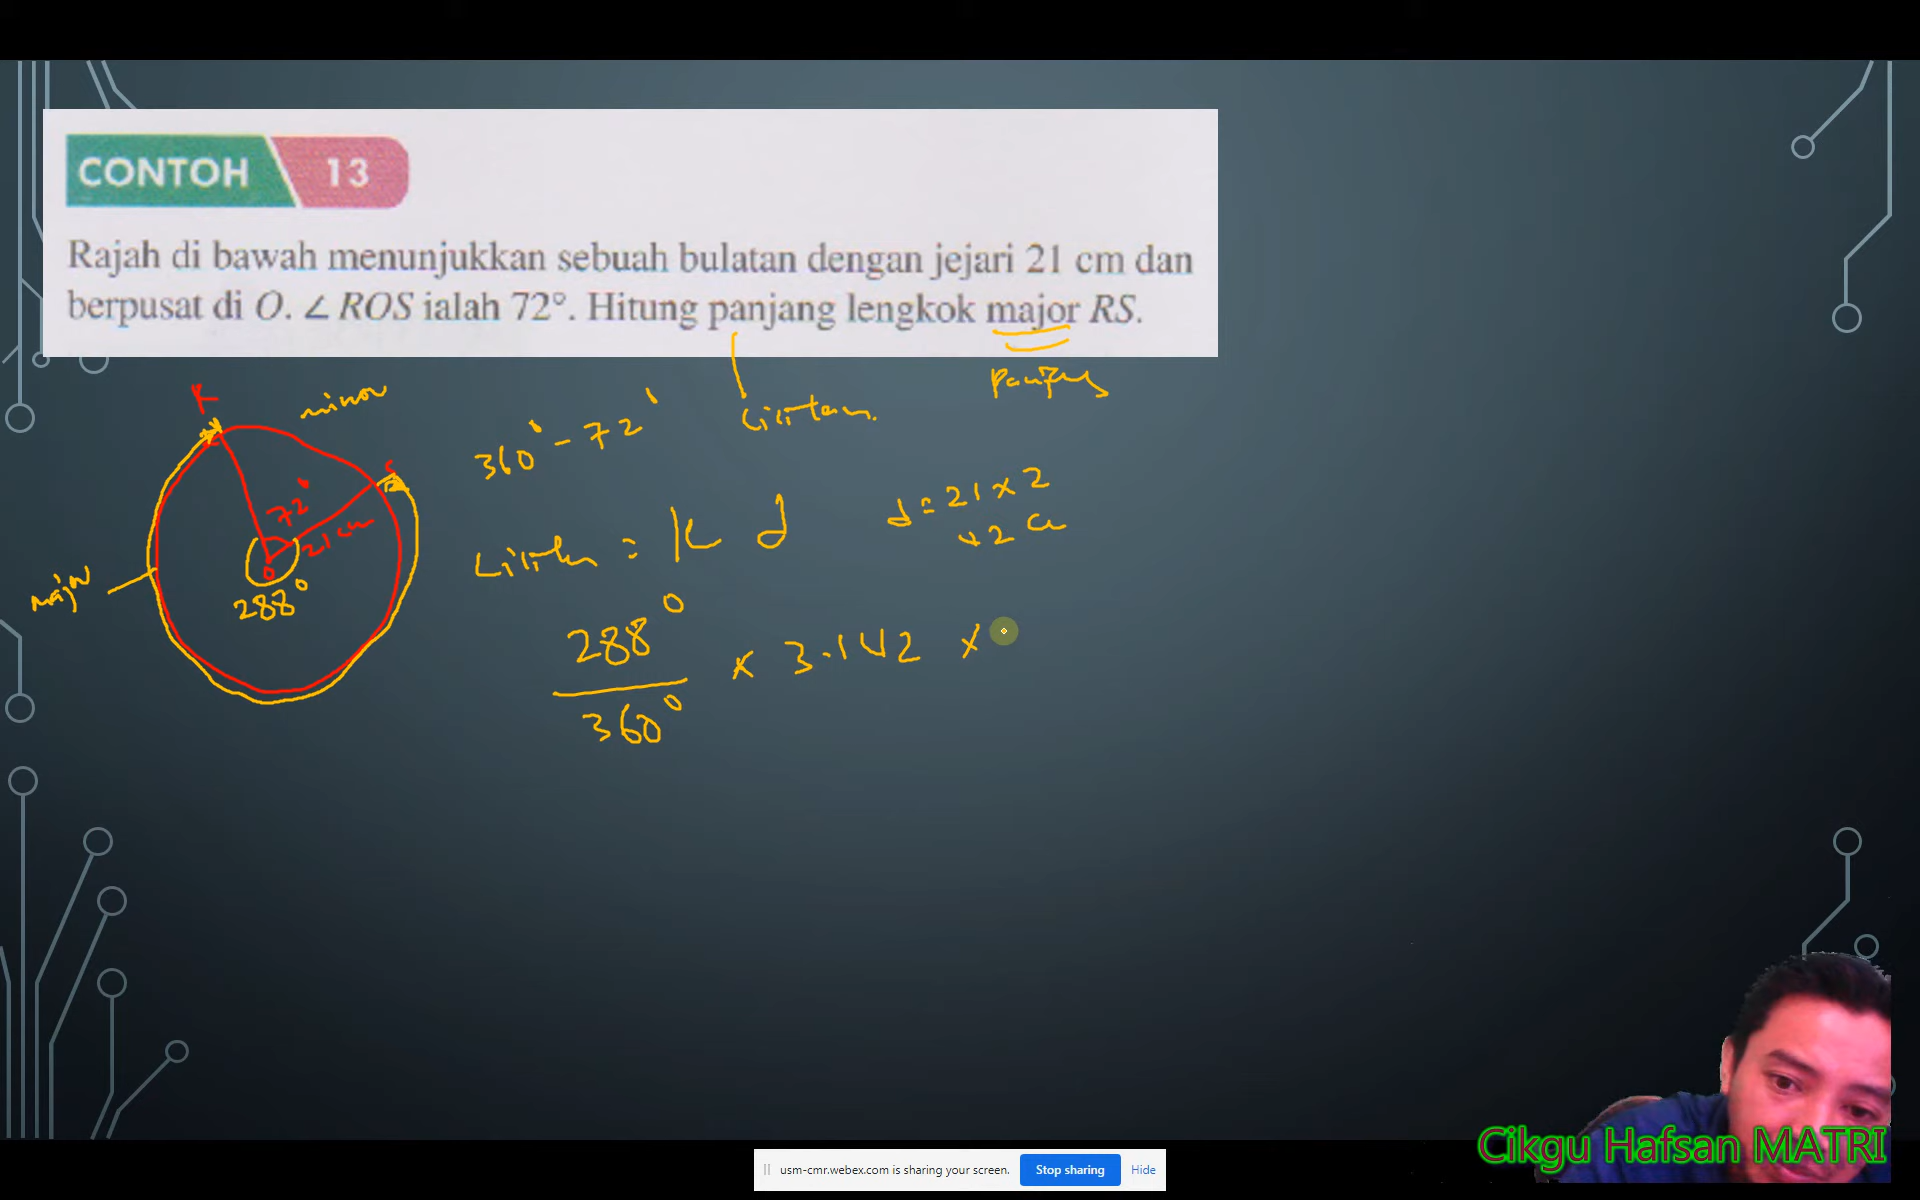 CONTOH 13
Rajah di bawah menunjukkan sebuah bulatan dengan jejari 21 cm dan
berpusat di O. ∠ ROS ialah 72°. Hitung panjang lengkok major RS.
minor
360° - 72°
Lilitan.
72°
21 cm
d = 21 x 2
42 cm
major
O
288°
288°
360°
x 3.142 x
Cikgu Hafsan MATRI
usm-cmr.webex.com is sharing your screen. Stop sharing Hide